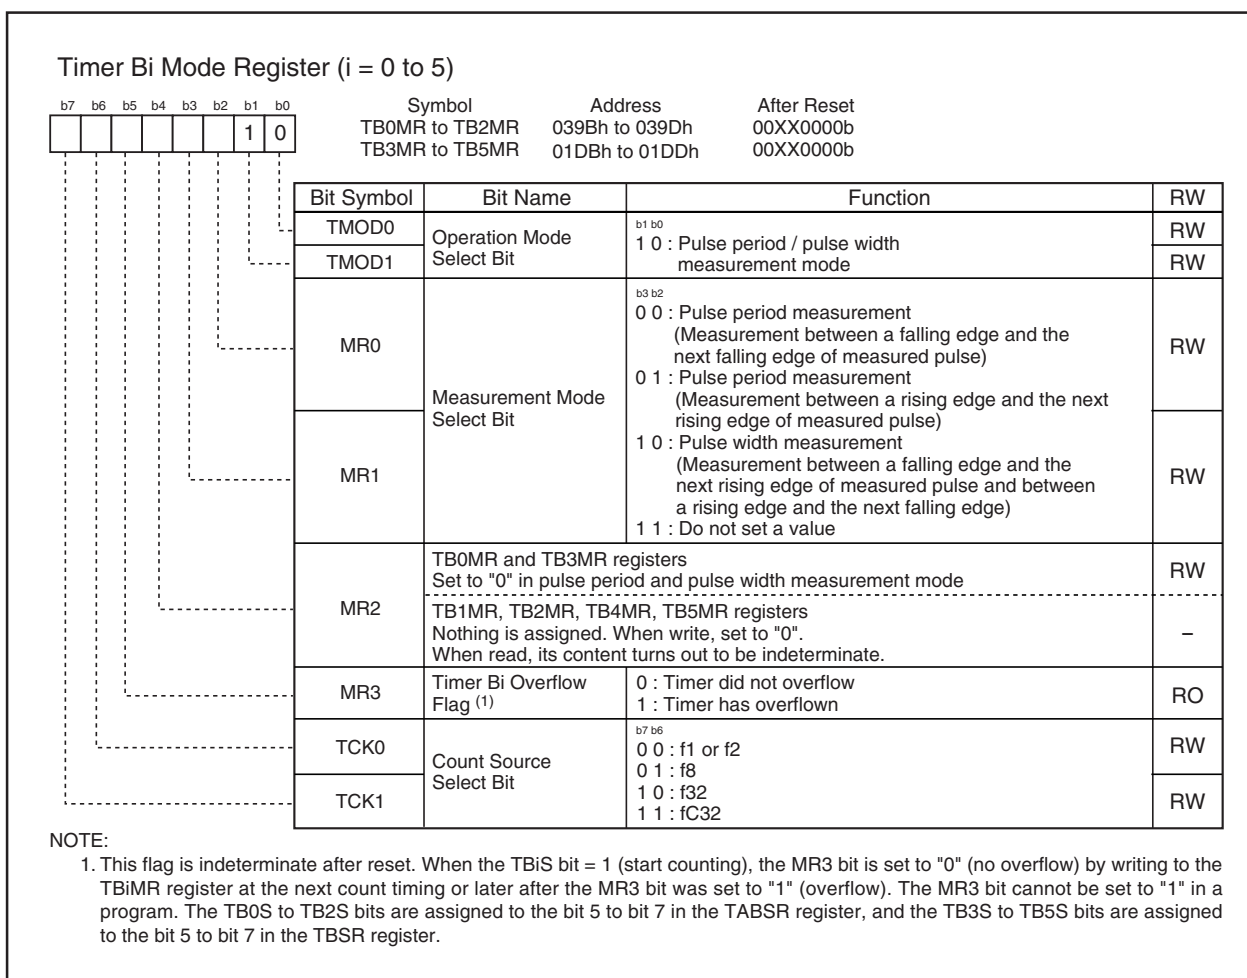 Timer Bi Mode Register (i = 0 to 5)
b7 b6 b5 b4 b3 b2 b1 b0
1 0
Symbol Address After Reset
TB0MR to TB2MR 039Bh to 039Dh 00XX0000b
TB3MR to TB5MR 01DBh to 01DDh 00XX0000b
Bit Symbol Bit Name Function RW
TMOD0 Operation Mode Select Bit b1 b0 RW
1 0 : Pulse period / pulse width
TMOD1 measurement mode RW
b3 b2
0 0 : Pulse period measurement
(Measurement between a falling edge and the
MR0 next falling edge of measured pulse) RW
0 1 : Pulse period measurement
Measurement Mode (Measurement between a rising edge and the next
Select Bit rising edge of measured pulse)
1 0 : Pulse width measurement
(Measurement between a falling edge and the
MR1 next rising edge of measured pulse and between RW
a rising edge and the next falling edge)
1 1 : Do not set a value
TB0MR and TB3MR registers
Set to "0" in pulse period and pulse width measurement mode RW
MR2 TB1MR, TB2MR, TB4MR, TB5MR registers
Nothing is assigned. When write, set to "0". –
When read, its content turns out to be indeterminate.
MR3 Timer Bi Overflow 0 : Timer did not overflow RO
Flag (1) 1 : Timer has overflown
b7 b6
TCK0 Count Source 0 0 : f1 or f2 RW
Select Bit 0 1 : f8
TCK1 1 0 : f32 RW
1 1 : fC32
NOTE:
1. This flag is indeterminate after reset. When the TBiS bit = 1 (start counting), the MR3 bit is set to "0" (no overflow) by writing to the
TBiMR register at the next count timing or later after the MR3 bit was set to "1" (overflow). The MR3 bit cannot be set to "1" in a
program. The TB0S to TB2S bits are assigned to the bit 5 to bit 7 in the TABSR register, and the TB3S to TB5S bits are assigned
to the bit 5 to bit 7 in the TBSR register.